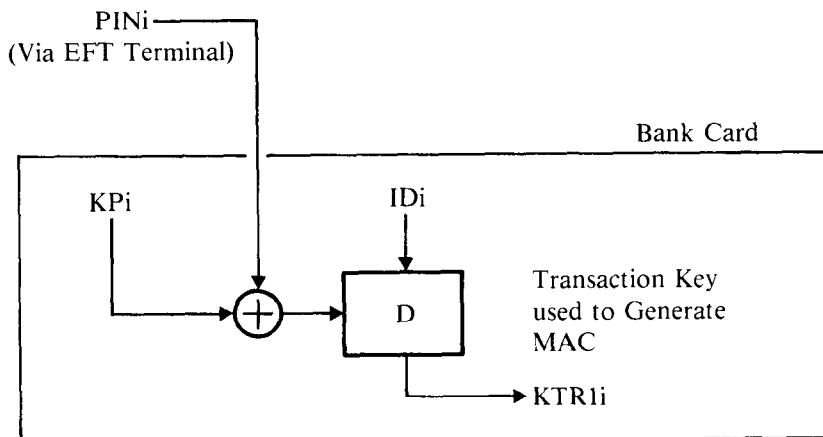 PINi
(Via EFT Terminal)
Bank Card
KPi
IDi
D
Transaction Key
used to Generate
MAC
KTR1i